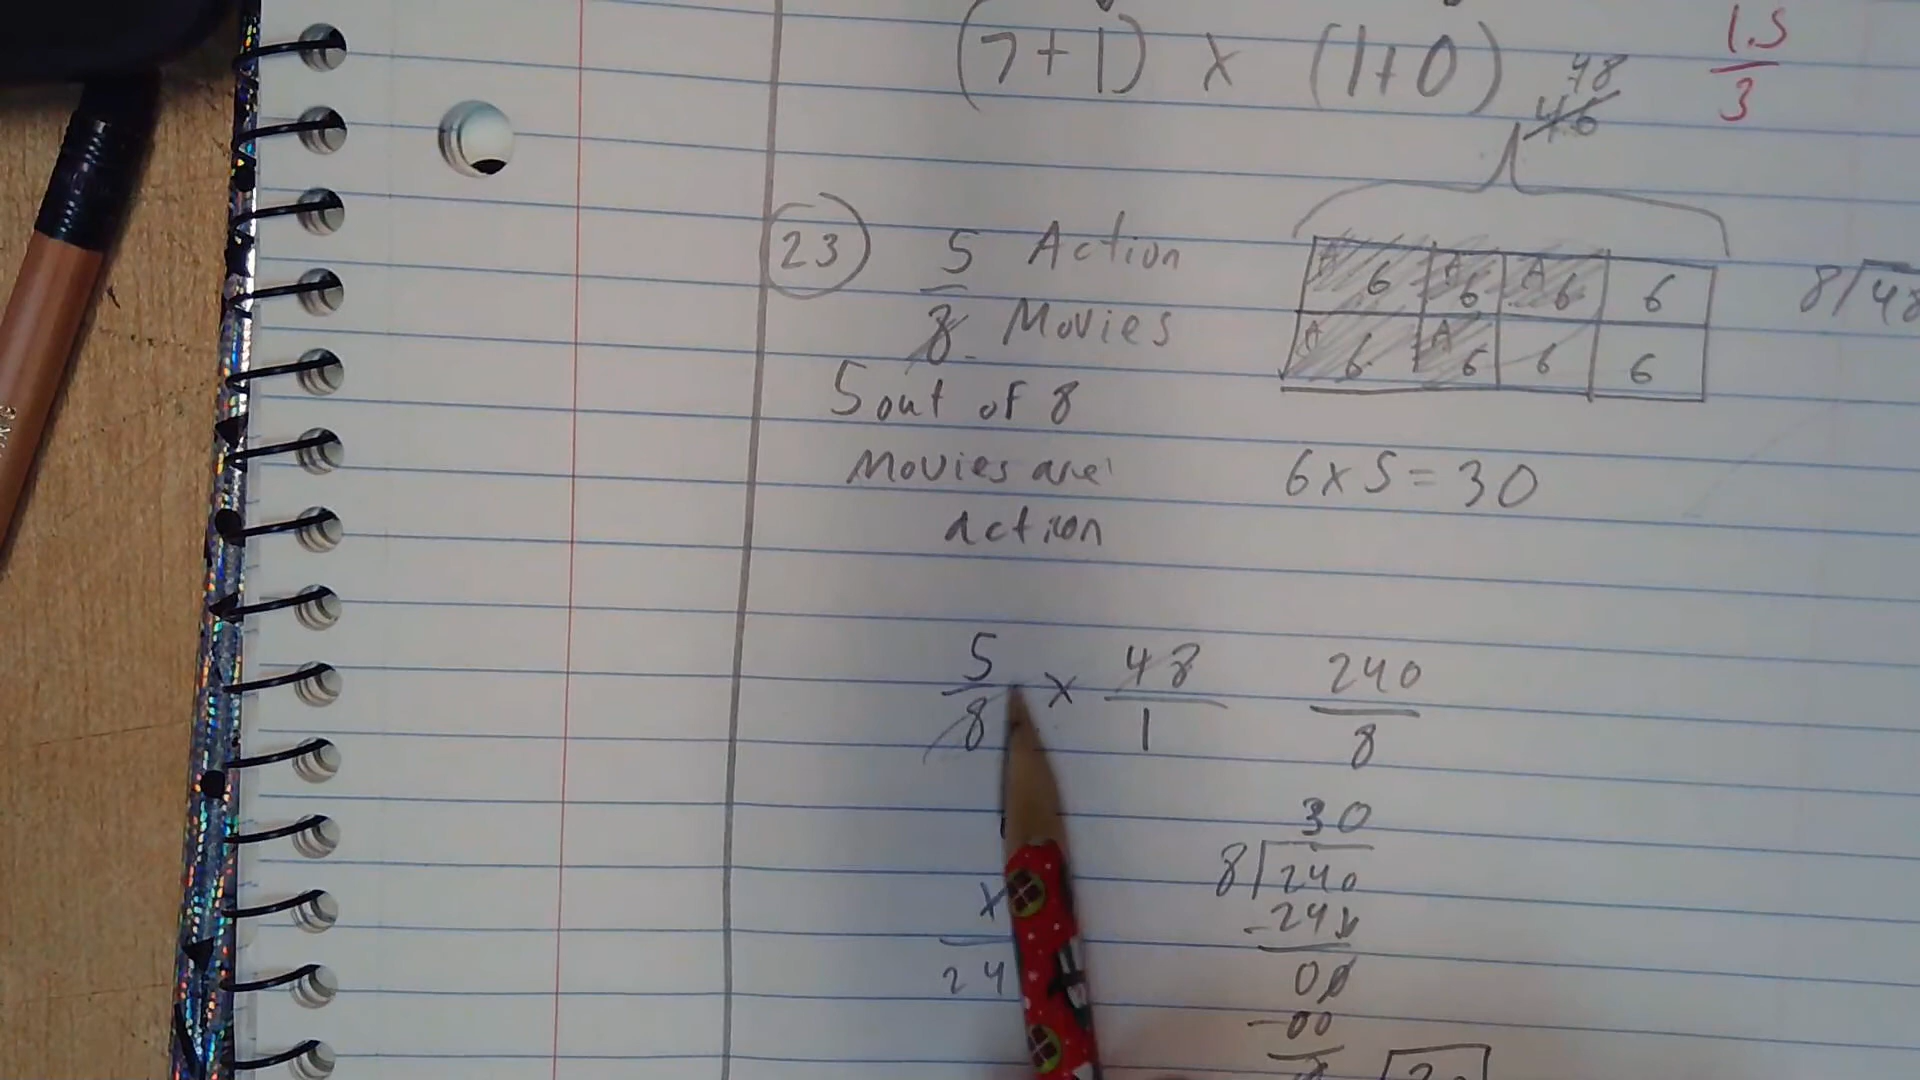 (7+1) x (1+0)
1.5
3
48
46
23
5 Action
8 Movies
5 out of 8
Movies are
action
A 6 A 6 A 6 6
A 6 A 6 6 6
8 48
6 x 5 = 30
5/8 x 48/1 240/8
30
8 240
-24
x
24
00
-00